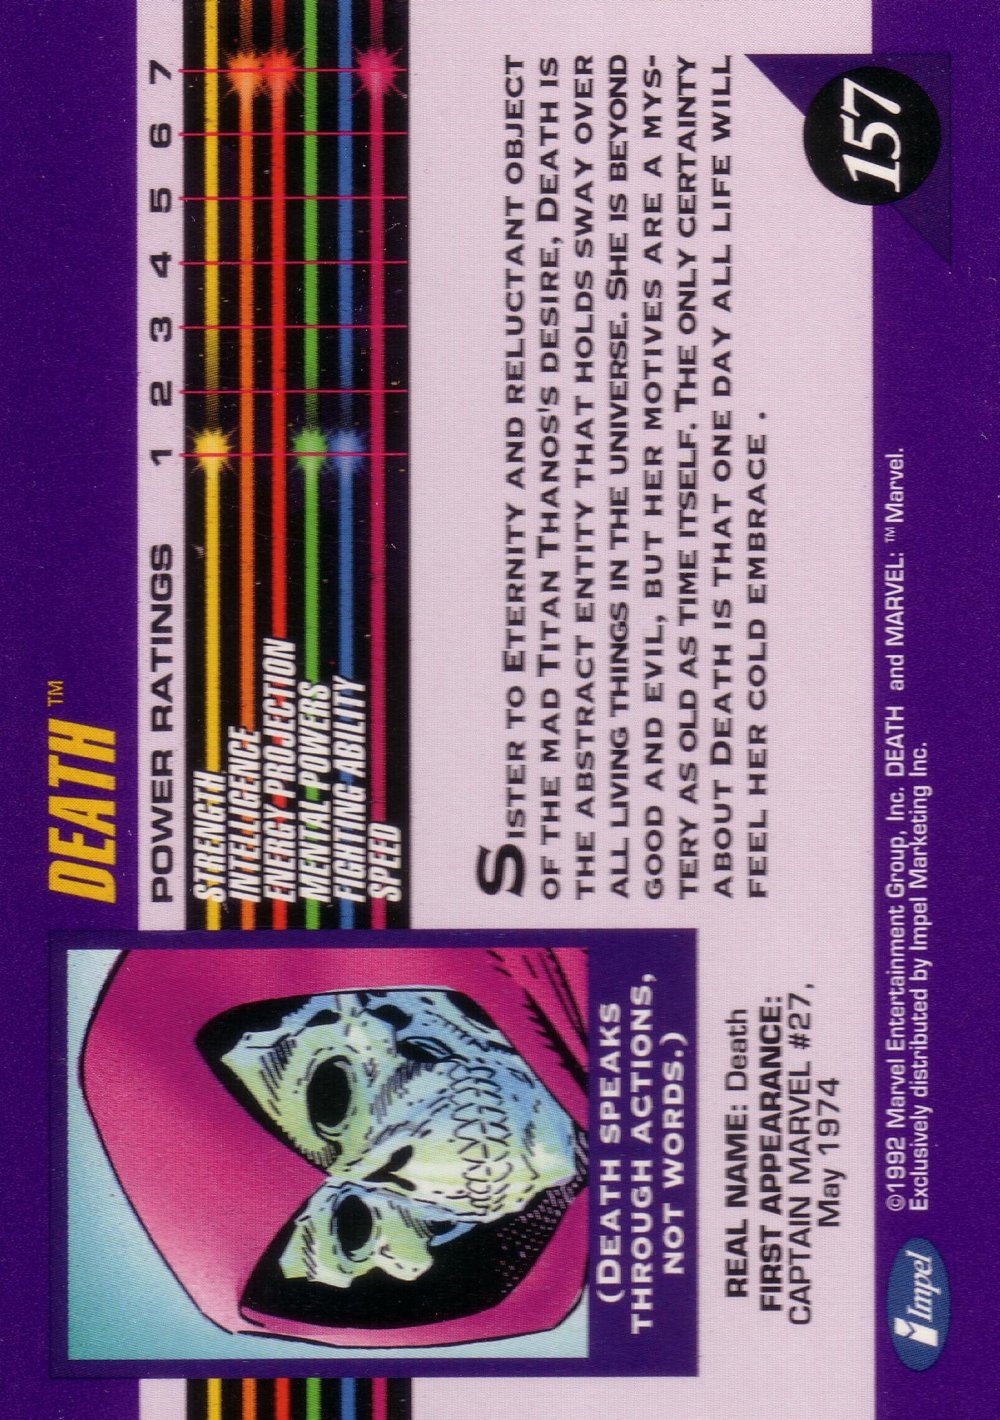 DEATH™
POWER RATINGS 1 2 3 4 5 6 7
STRENGTH
INTELLIGENCE
ENERGY PROJECTION
MENTAL POWERS
FIGHTING ABILITY
SPEED
(DEATH SPEAKS
THROUGH ACTIONS,
NOT WORDS.)
REAL NAME: Death
FIRST APPEARANCE:
CAPTAIN MARVEL #27,
May 1974
SISTER TO ETERNITY AND RELUCTANT OBJECT
OF THE MAD TITAN THANOS'S DESIRE, DEATH IS
THE ABSTRACT ENTITY THAT HOLDS SWAY OVER
ALL LIVING THINGS IN THE UNIVERSE. SHE IS BEYOND
GOOD AND EVIL, BUT HER MOTIVES ARE A MYS-
TERY AS OLD AS TIME ITSELF. THE ONLY CERTAINTY
ABOUT DEATH IS THAT ONE DAY ALL LIFE WILL
FEEL HER COLD EMBRACE .
157
Impel
©1992 Marvel Entertainment Group, Inc. DEATH and MARVEL: ™ Marvel.
Exclusively distributed by Impel Marketing Inc.